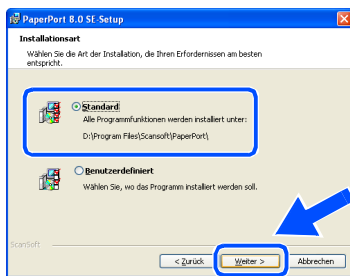 PaperPort 8.0 SE-Setup
Installationsart
Wählen Sie die Art der Installation, die Ihren Erfordernissen am besten
entspricht.
Standard
Alle Programmfunktionen werden installiert unter:
D:\Program Files\Scansoft\PaperPort\
Benutzerdefiniert
Wählen Sie, wo das Programm installiert werden soll.
ScanSoft
< Zurück Weiter > Abbrechen